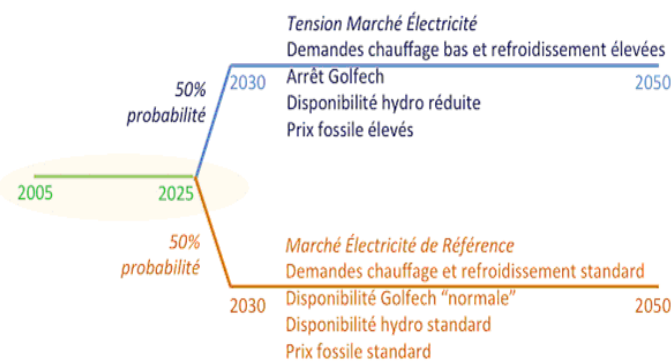 Tension Marché Électricité
Demandes chauffage bas et refroidissement élevées
50%
probabilité
2030
Arrêt Golfech
2050
Disponibilité hydro réduite
Prix fossile élevés
2005
2025
50%
probabilité
Marché Électricité de Référence
Demandes chauffage et refroidissement standard
2030
Disponibilité Golfech “normale”
2050
Disponibilité hydro standard
Prix fossile standard